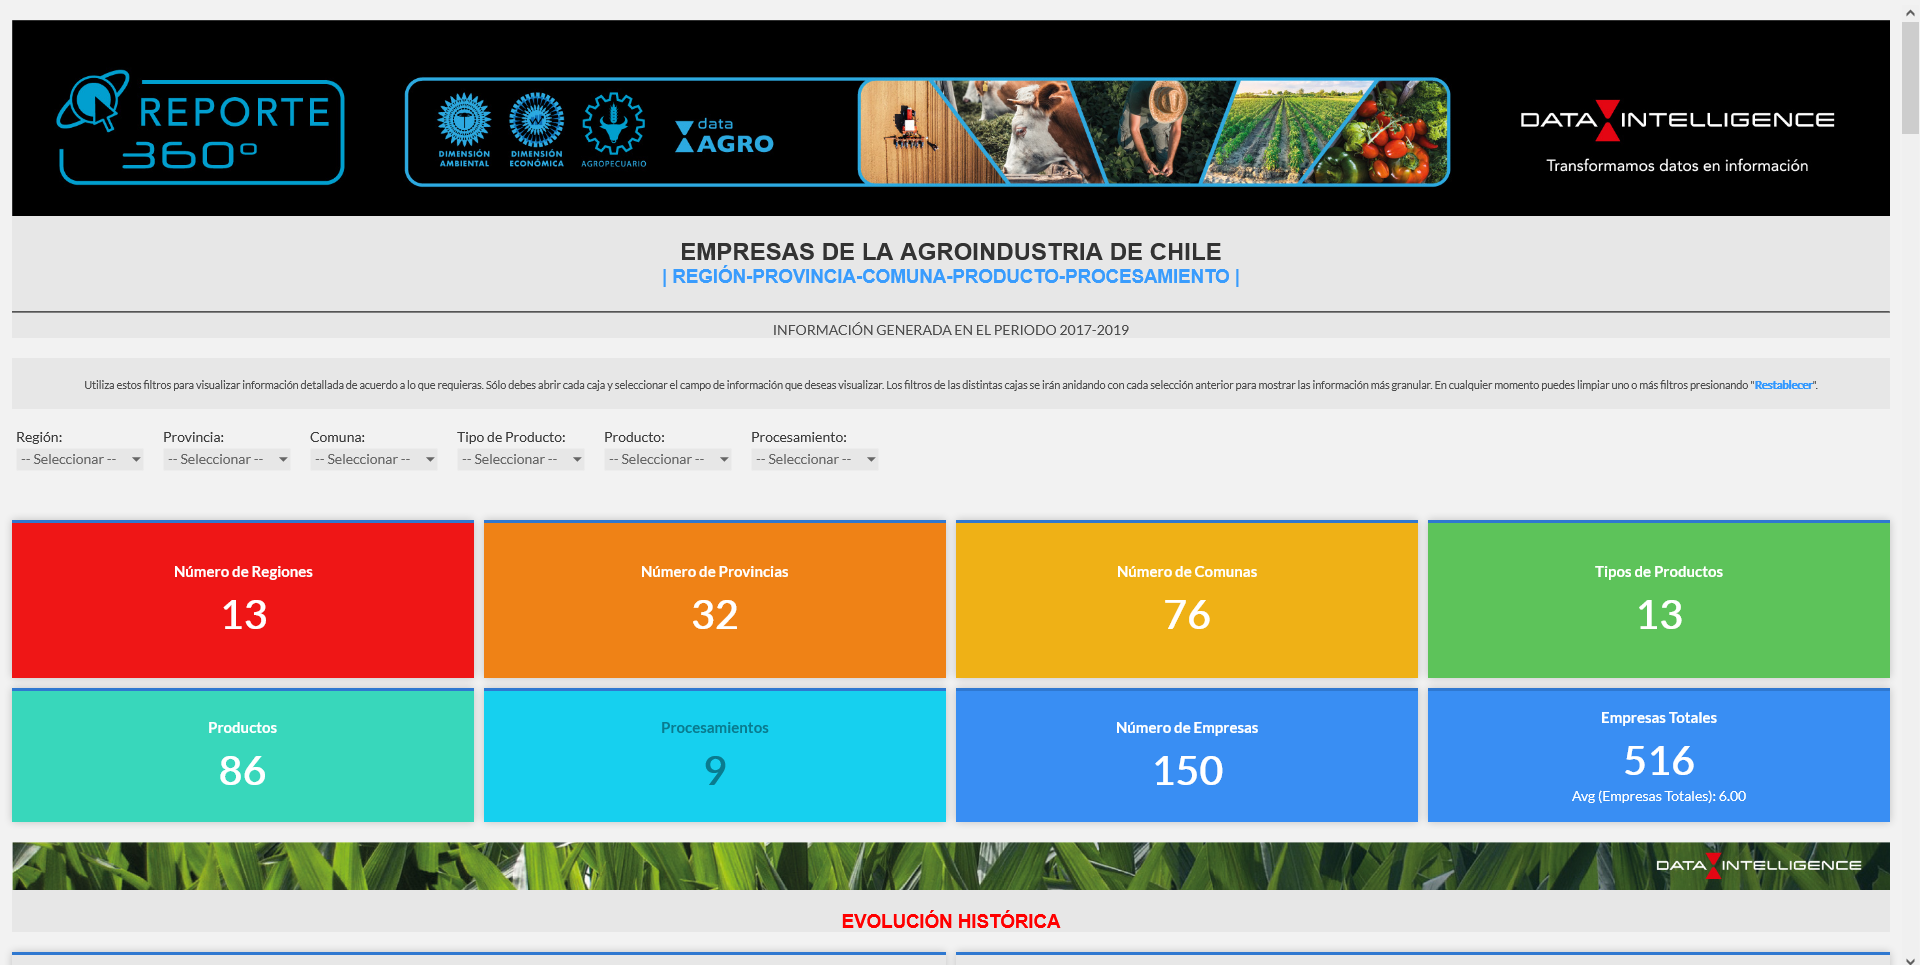 REPORTE
360°
DIMENSIÓN
AMBIENTAL
DIMENSIÓN
ECONÓMICA
AGROPECUARIO
data
AGRO
DATA INTELLIGENCE
Transformamos datos en información
EMPRESAS DE LA AGROINDUSTRIA DE CHILE
| REGIÓN-PROVINCIA-COMUNA-PRODUCTO-PROCESAMIENTO |
INFORMACIÓN GENERADA EN EL PERIODO 2017-2019
Utiliza estos filtros para visualizar información detallada de acuerdo a lo que requieras. Sólo debes abrir cada caja y seleccionar el campo de información que deseas visualizar. Los filtros de las distintas cajas se irán anidando con cada selección anterior para mostrar las información más granular. En cualquier momento puedes limpiar uno o más filtros presionando "Restablecer".
Región: Provincia: Comuna: Tipo de Producto: Producto: Procesamiento:
-- Seleccionar -- -- Seleccionar -- -- Seleccionar -- -- Seleccionar -- -- Seleccionar -- -- Seleccionar --
Número de Regiones
13
Número de Provincias
32
Número de Comunas
76
Tipos de Productos
13
Productos
86
Procesamientos
9
Número de Empresas
150
Empresas Totales
516
Avg (Empresas Totales): 6.00
DATA INTELLIGENCE
EVOLUCIÓN HISTÓRICA